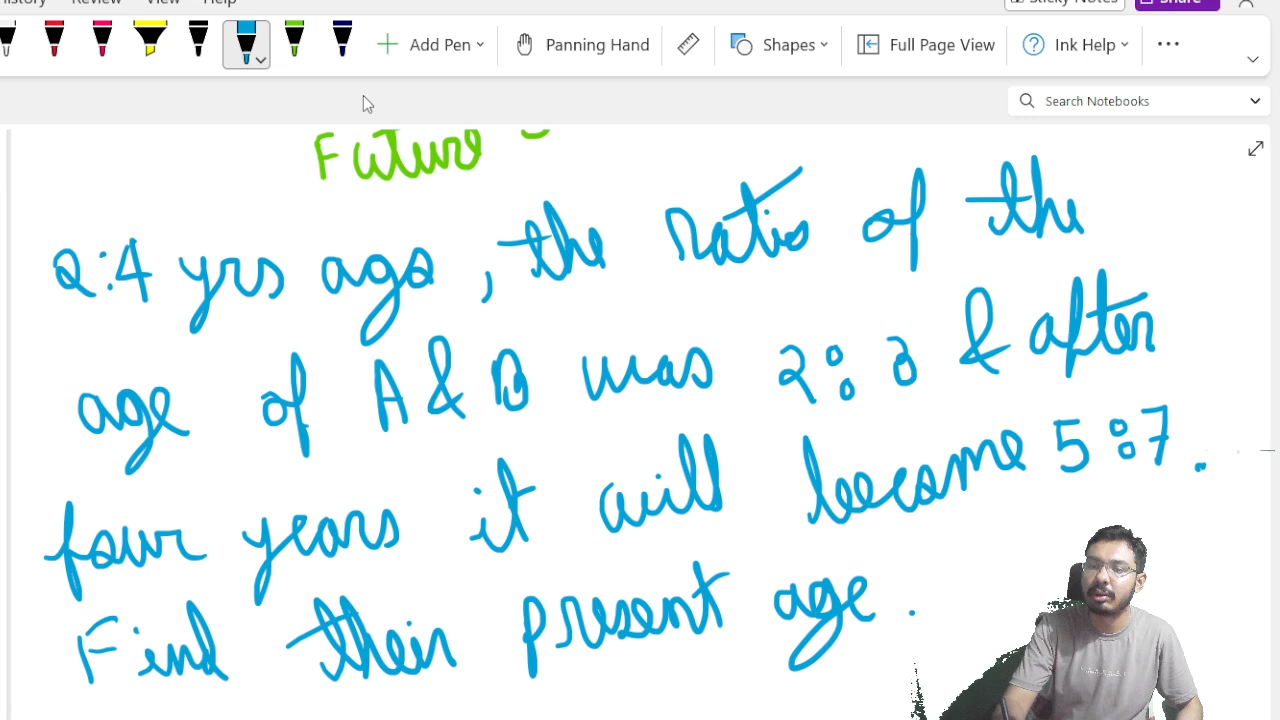 History Review View Help
Sticky Notes Share
Add Pen Panning Hand Shapes Full Page View Ink Help
Search Notebooks
Future
Q:4 yrs ago, the ratio of the
age of A & B was 2:3 & after
four years it will become 5:7.
Find their present age.